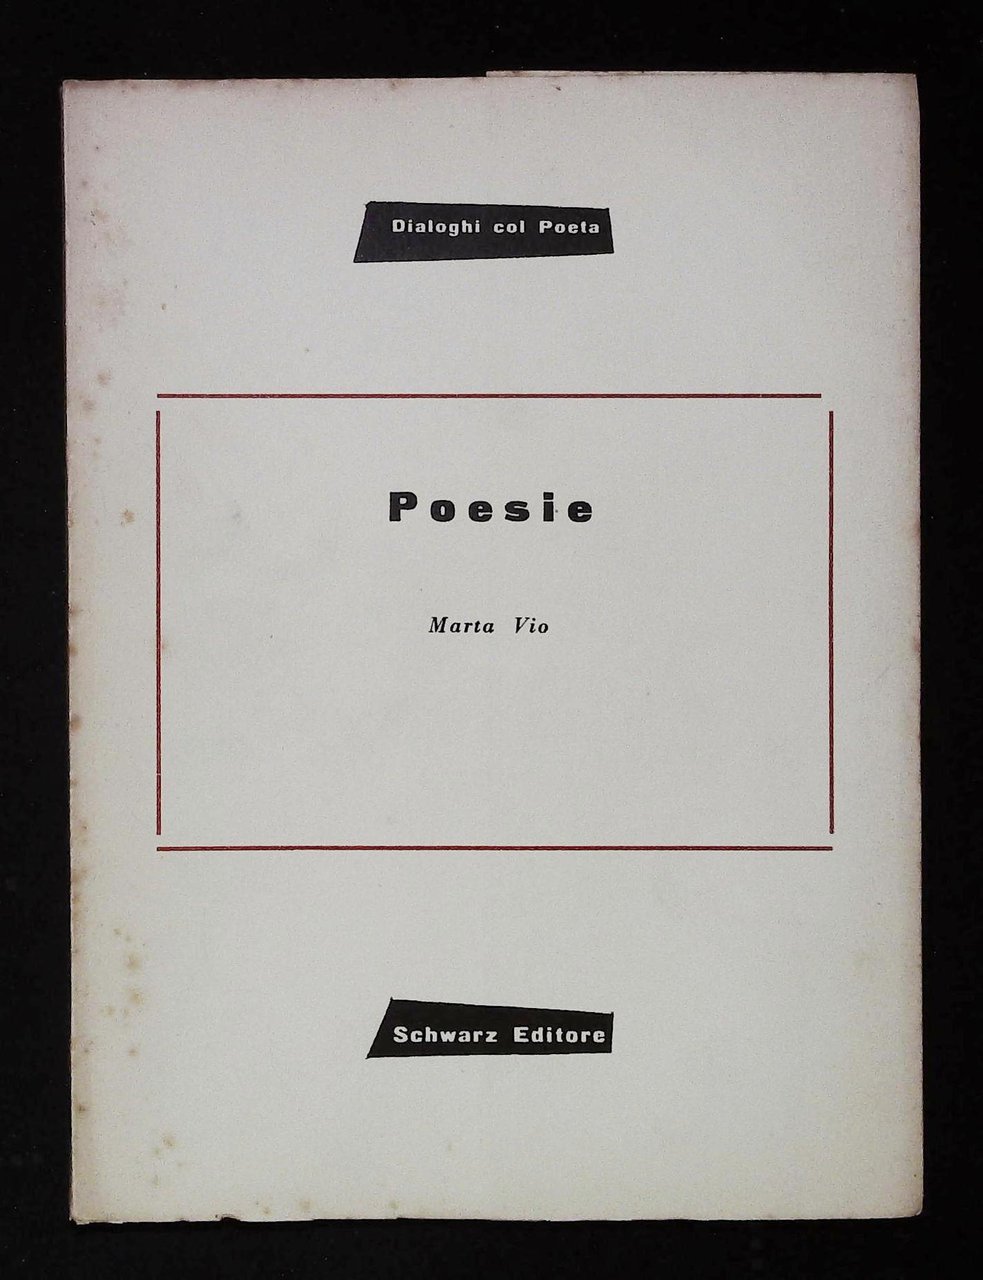 Dialoghi col Poeta
Poesie
Marta Vio
Schwarz Editore